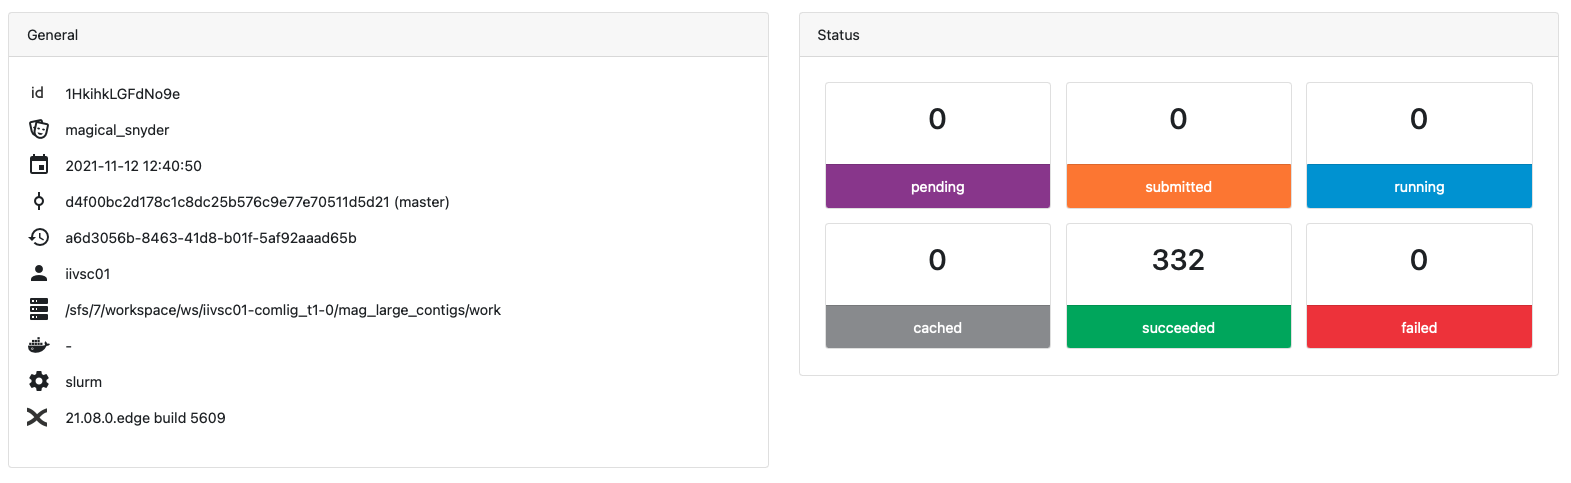 General
id 1HkihkLGFdNo9e
magical_snyder
2021-11-12 12:40:50
d4f00bc2d178c1c8dc25b576c9e77e70511d5d21 (master)
a6d3056b-8463-41d8-b01f-5af92aaad65b
iivsc01
/sfs/7/workspace/ws/iivsc01-comlig_t1-0/mag_large_contigs/work
-
slurm
21.08.0.edge build 5609
Status
0 0 0
pending submitted running
0 332 0
cached succeeded failed